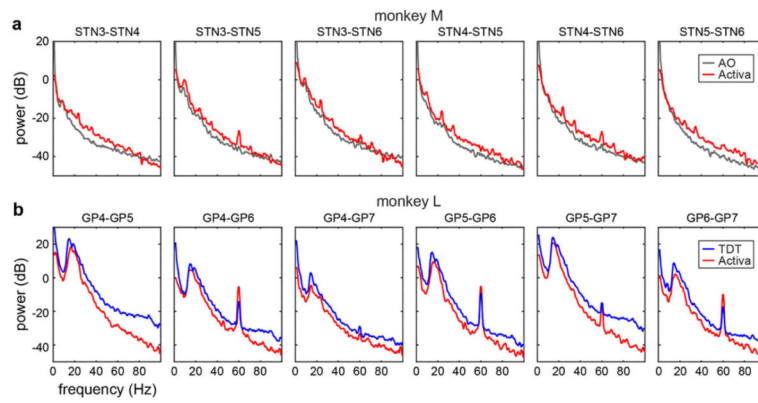 monkey M
a
STN3-STN4 STN3-STN5 STN3-STN6 STN4-STN5 STN4-STN6 STN5-STN6
20
0
-20
-40
power (dB)
AO
Activa
monkey L
b
GP4-GP5 GP4-GP6 GP4-GP7 GP5-GP6 GP5-GP7 GP6-GP7
20
0
-20
-40
power (dB)
TDT
Activa
0 20 40 60 80 0 20 40 60 80 0 20 40 60 80 0 20 40 60 80 0 20 40 60 80 0 20 40 60 80
frequency (Hz)